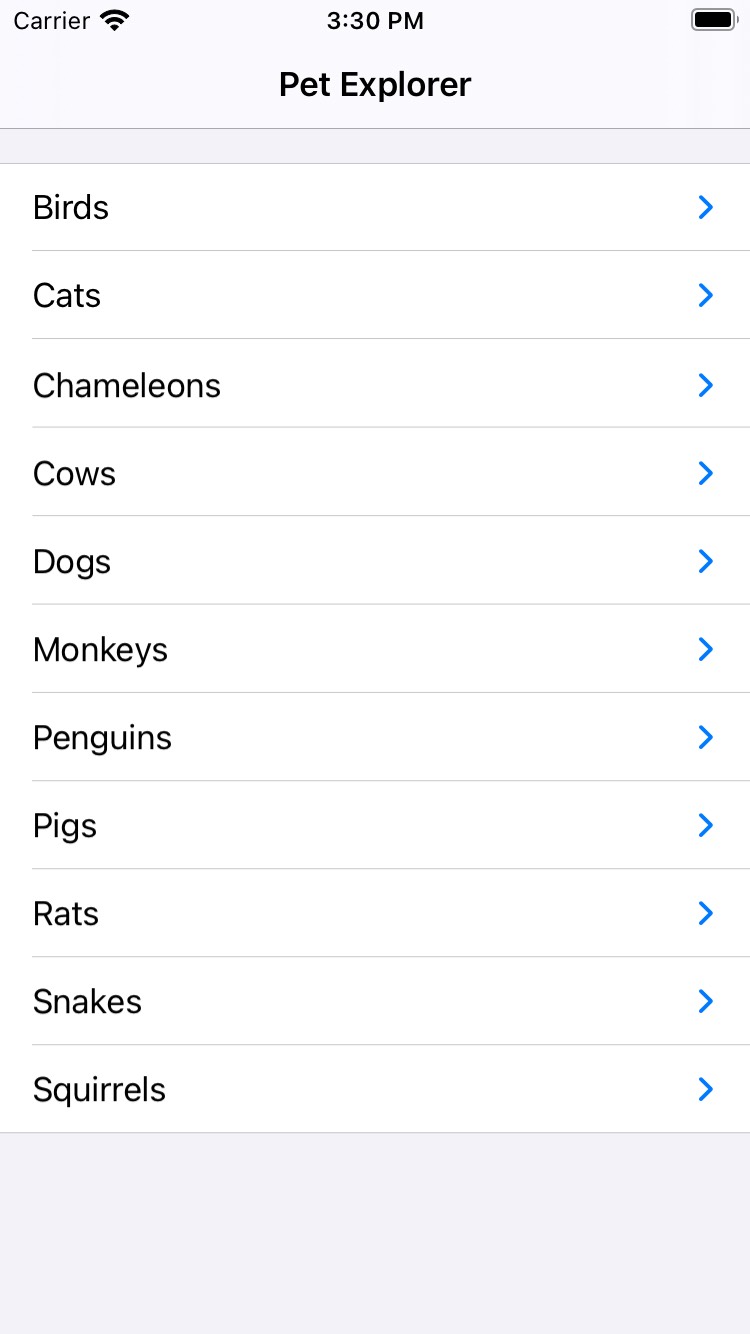 Carrier 3:30 PM
Pet Explorer
Birds
Cats
Chameleons
Cows
Dogs
Monkeys
Penguins
Pigs
Rats
Snakes
Squirrels